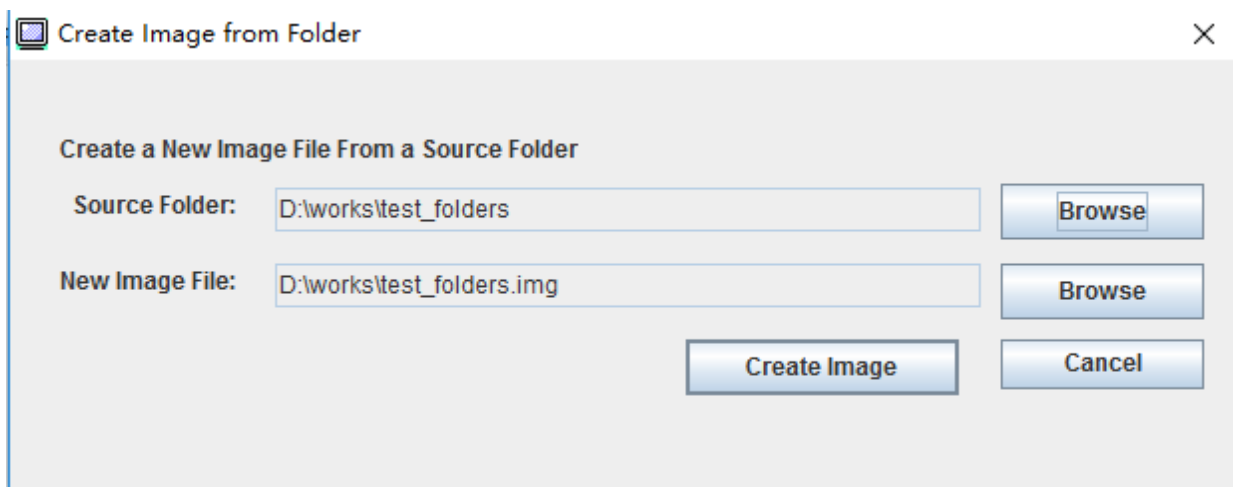 Create Image from Folder
Create a New Image File From a Source Folder
Source Folder: D:\works\test_folders Browse
New Image File: D:\works\test_folders.img Browse
Create Image Cancel